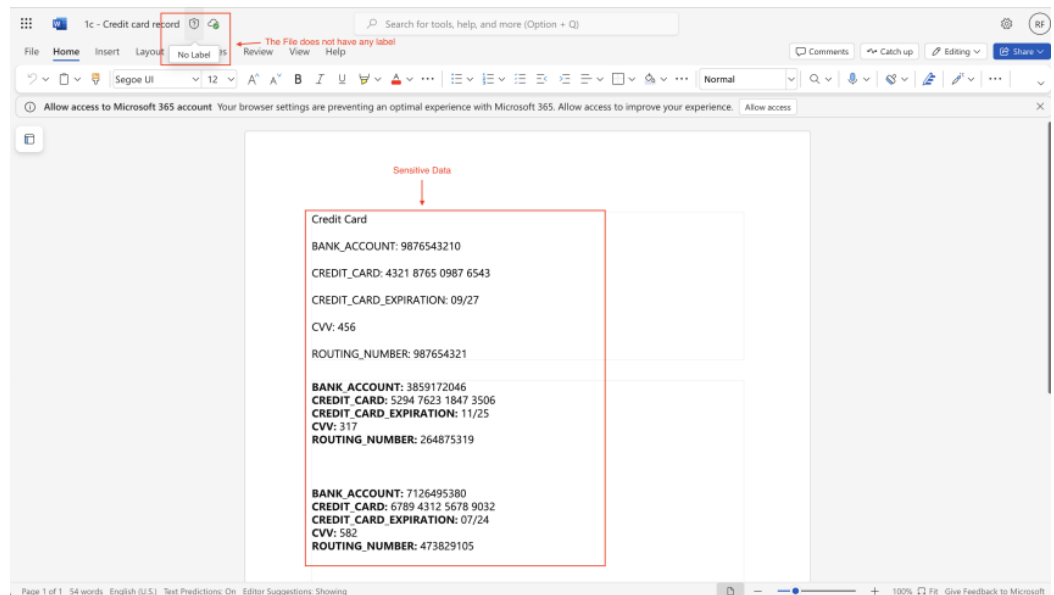 1c - Credit card record
Search for tools, help, and more (Option + Q)
RF
The File does not have any label
File Home Insert Layout es Review View Help
No Label
Comments Catch up Editing Share
Segoe UI 12 A A B I U A Normal
Allow access to Microsoft 365 account Your browser settings are preventing an optimal experience with Microsoft 365. Allow access to improve your experience. Allow access
Sensitive Data
Credit Card
BANK_ACCOUNT: 9876543210
CREDIT_CARD: 4321 8765 0987 6543
CREDIT_CARD_EXPIRATION: 09/27
CVV: 456
ROUTING_NUMBER: 987654321
BANK_ACCOUNT: 3859172046
CREDIT_CARD: 5294 7623 1847 3506
CREDIT_CARD_EXPIRATION: 11/25
CVV: 317
ROUTING_NUMBER: 264875319
BANK_ACCOUNT: 7126495380
CREDIT_CARD: 6789 4312 5678 9032
CREDIT_CARD_EXPIRATION: 07/24
CVV: 582
ROUTING_NUMBER: 473829105
Page 1 of 1 54 words English (U.S.) Text Predictions: On Editor Suggestions: Showing 100% Fit Give Feedback to Microsoft